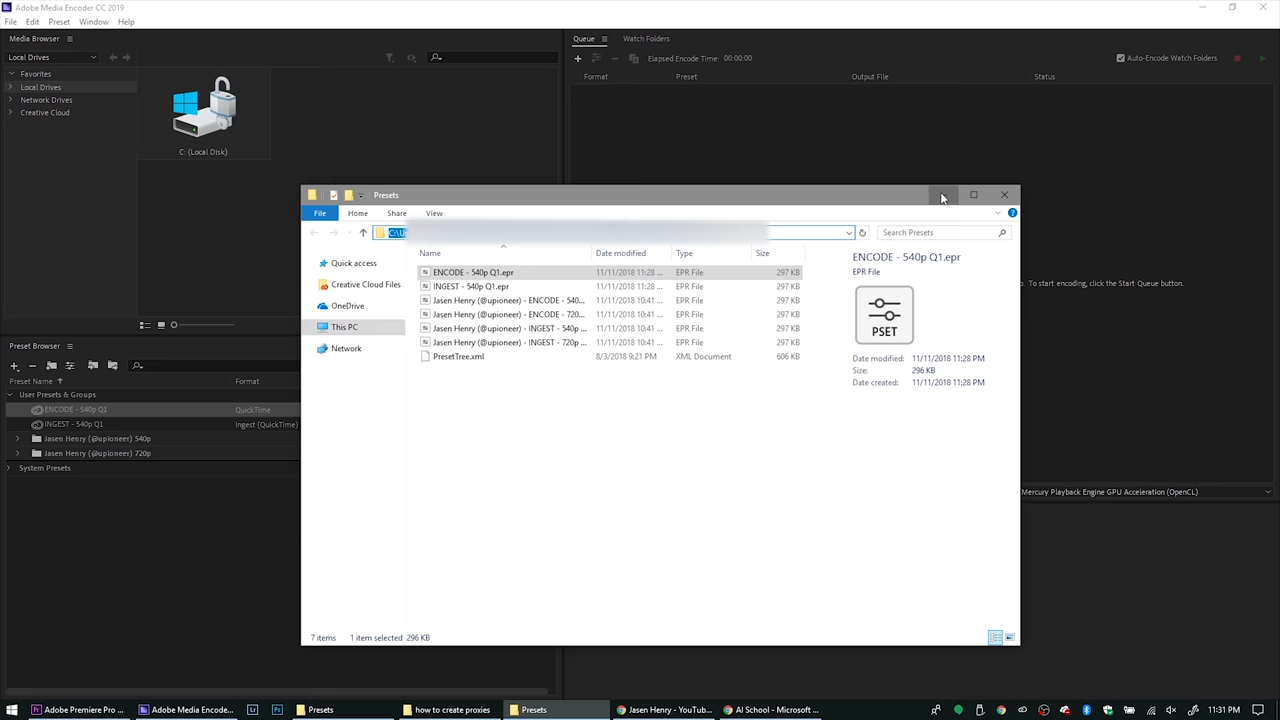 Adobe Media Encoder CC 2019
File Edit Preset Window Help
Media Browser
Local Drives
Favorites
Local Drives
Network Drives
Creative Cloud
C: (Local Disk)
Queue Watch Folders
Elapsed Encode Time: 00:00:00
Auto-Encode Watch Folders
Format Preset Output File Status
To start encoding, click the Start Queue button.
Mercury Playback Engine GPU Acceleration (OpenCL)
Preset Browser
Preset Name Format
User Presets & Groups
ENCODE - 540p Q1 QuickTime
INGEST - 540p Q1 Ingest (QuickTime)
Jasen Henry (@upioneer) 540p
Jasen Henry (@upioneer) 720p
System Presets
Presets
File Home Share View
C:\U
Search Presets
Quick access
Creative Cloud Files
OneDrive
This PC
Network
Name Date modified Type Size
ENCODE - 540p Q1.epr 11/11/2018 11:28 ... EPR File 297 KB
INGEST - 540p Q1.epr 11/11/2018 11:28 ... EPR File 297 KB
Jasen Henry (@upioneer) - ENCODE - 540... 11/11/2018 10:41 ... EPR File 297 KB
Jasen Henry (@upioneer) - ENCODE - 720... 11/11/2018 10:41 ... EPR File 297 KB
Jasen Henry (@upioneer) - INGEST - 540p ... 11/11/2018 10:41 ... EPR File 297 KB
Jasen Henry (@upioneer) - INGEST - 720p ... 11/11/2018 10:41 ... EPR File 297 KB
PresetTree.xml 8/3/2018 9:21 PM XML Document 606 KB
ENCODE - 540p Q1.epr
EPR File
PSET
Date modified: 11/11/2018 11:28 PM
Size: 296 KB
Date created: 11/11/2018 11:28 PM
7 items 1 item selected 296 KB
Adobe Premiere Pro ...
Adobe Media Encode...
Presets
how to create proxies
Presets
Jasen Henry - YouTub...
AI School - Microsoft ...
11:31 PM